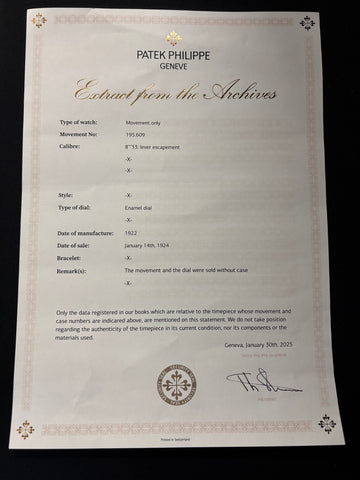 PATEK PHILIPPE
GENEVE
Extract from the Archives
Type of watch: Movement only
Movement No: 195.609
Calibre: 8'''33; lever escapement
-X-
-X-
Style: -X-
Type of dial: Enamel dial
-X-
Date of manufacture: 1922
Date of sale: January 14th, 1924
Bracelet: -X-
Remark(s): The movement and the dial were sold without case
-X-
Only the data registered in our books which are relative to the timepiece whose movement and
case numbers are indicated above, are mentioned on this statement. We do not take position
regarding the authenticity of the timepiece in its current condition, nor its components or the
materials used.
Geneva, January 30th, 2025
PATEK PHILIPPE SA GENEVE
PRESIDENT
Printed in Switzerland